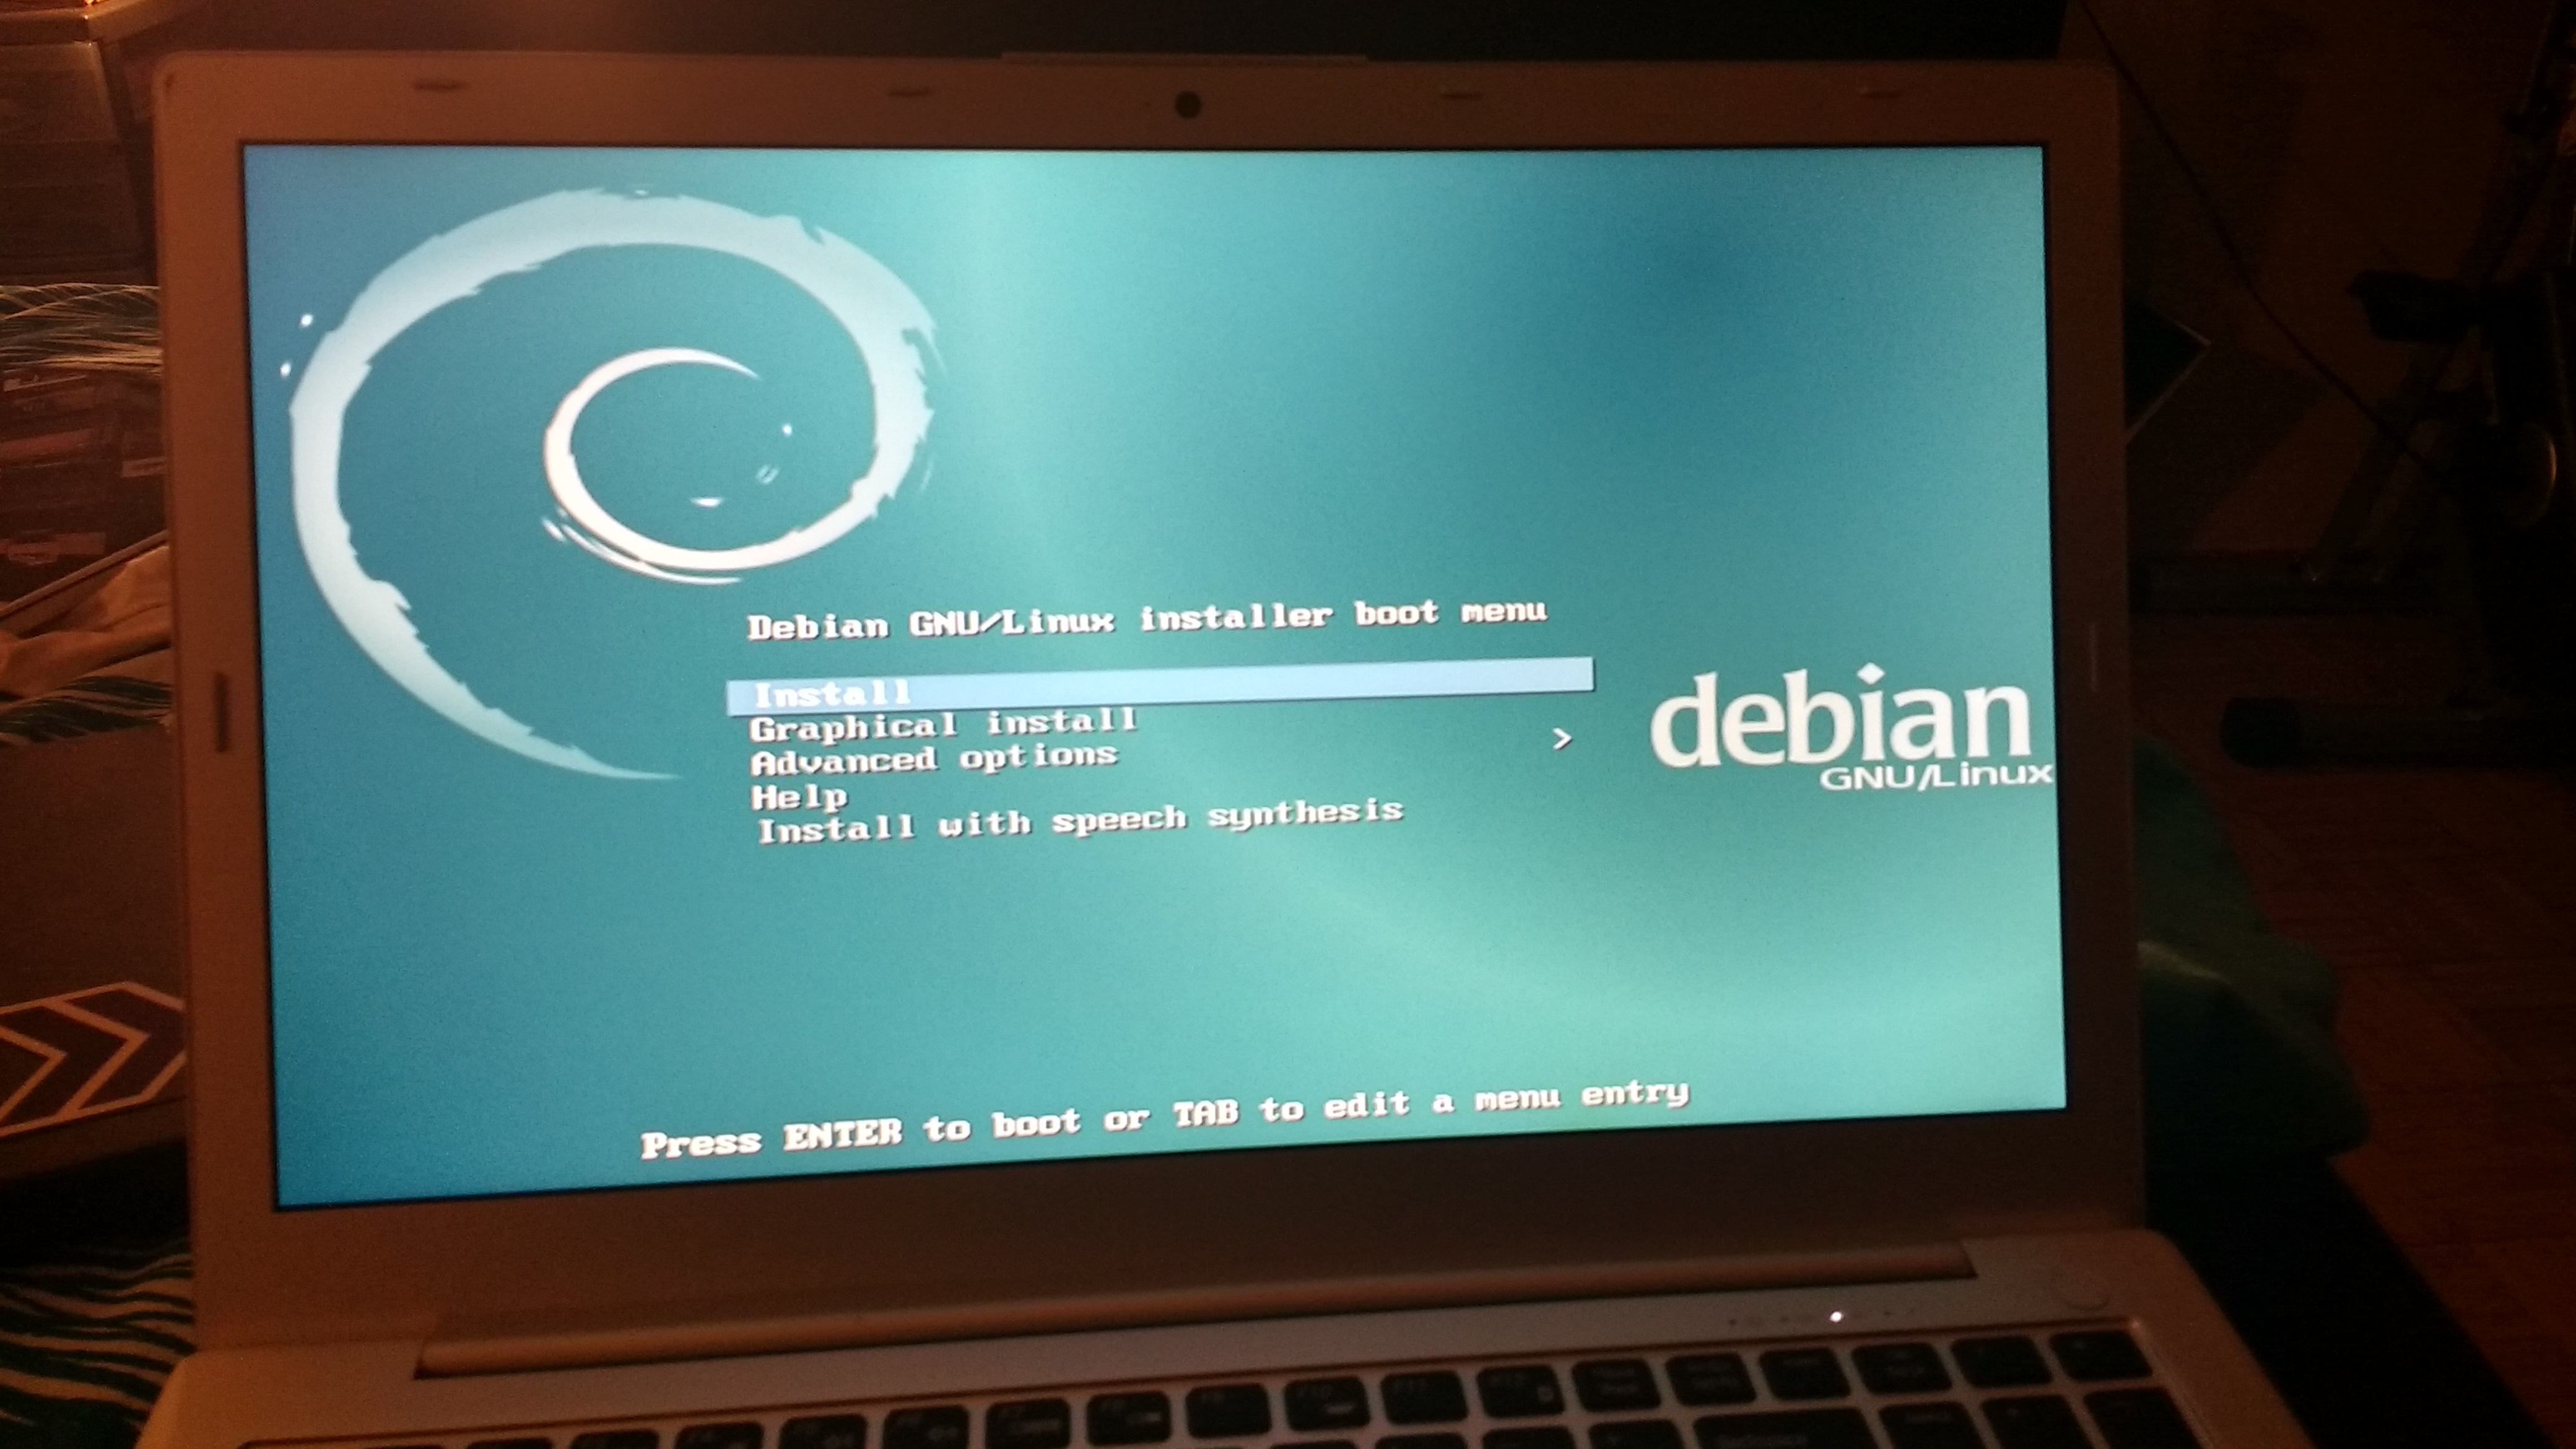 Debian GNU/Linux installer boot menu
Install
Graphical install
Advanced options >
Help
Install with speech synthesis
debian
GNU/Linux
Press ENTER to boot or TAB to edit a menu entry